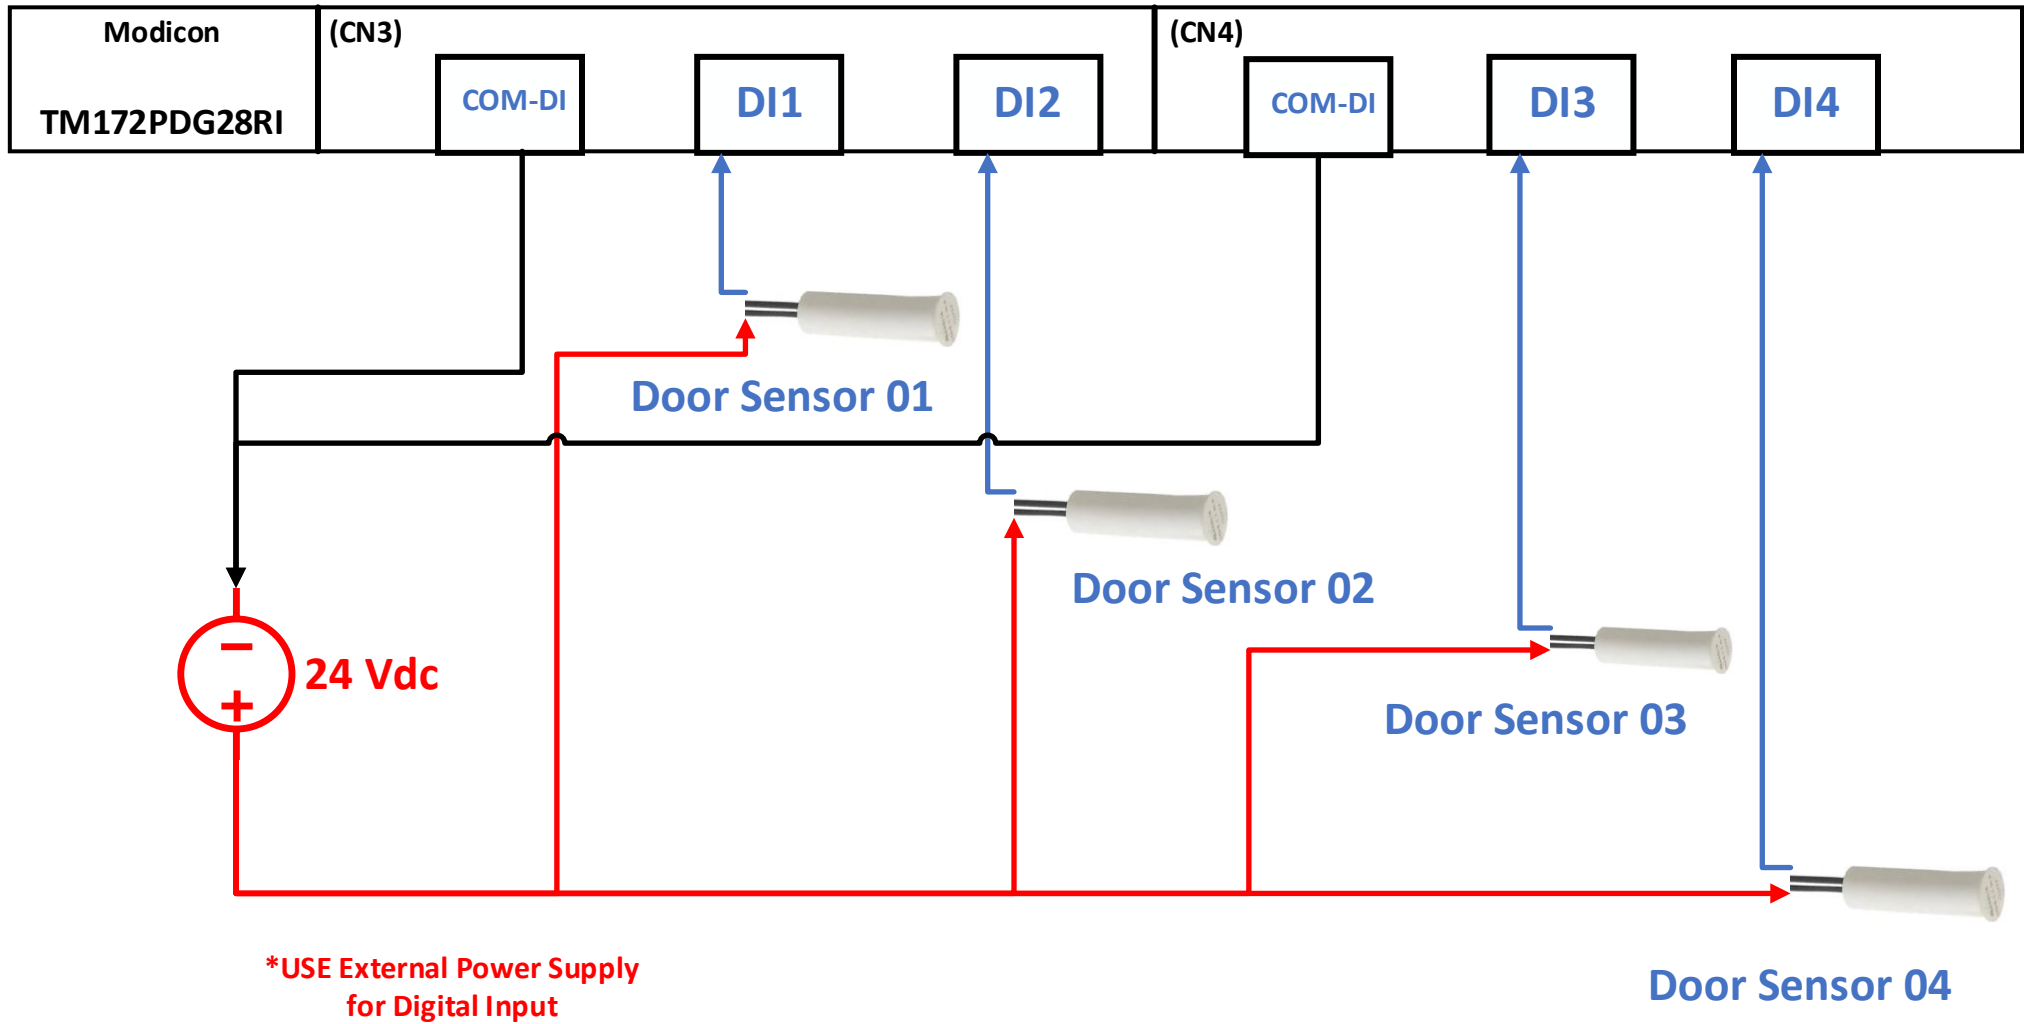 Modicon
TM172PDG28RI
(CN3)
COM-DI
DI1
DI2
(CN4)
COM-DI
DI3
DI4
Door Sensor 01
Door Sensor 02
24 Vdc
Door Sensor 03
*USE External Power Supply
for Digital Input
Door Sensor 04